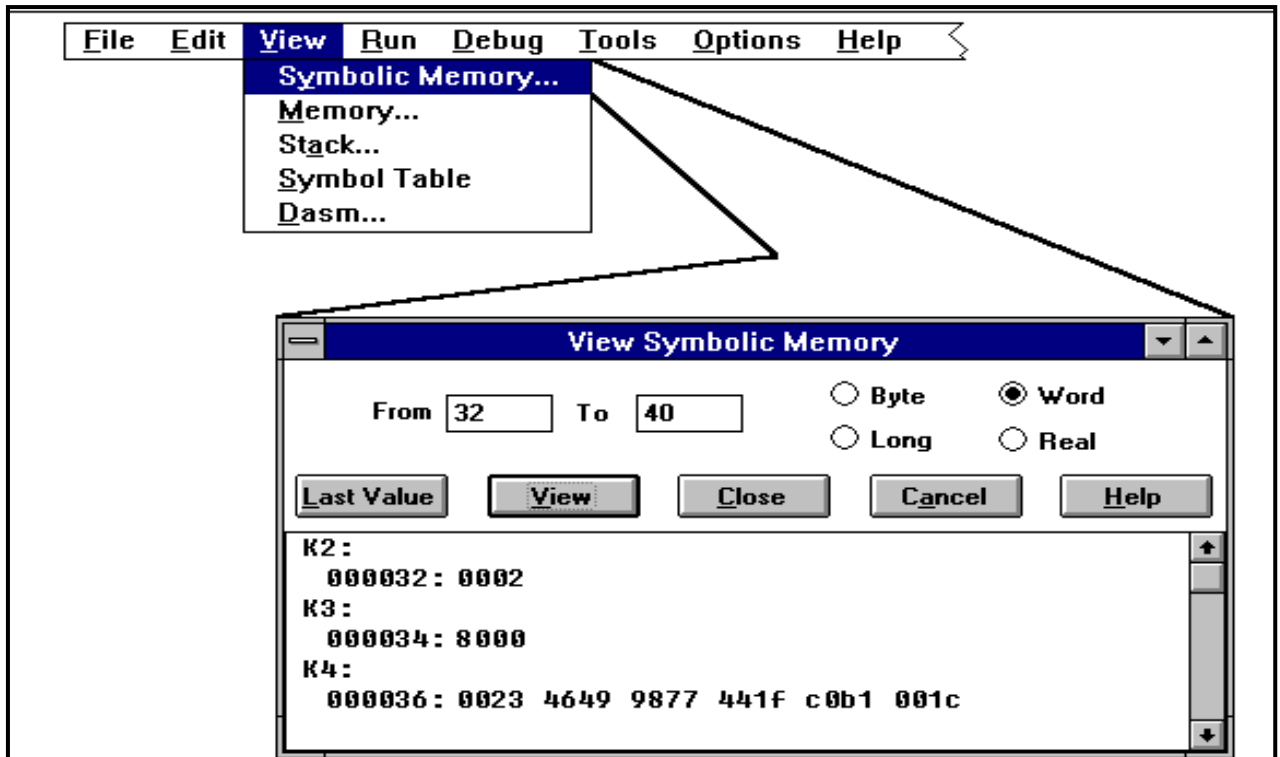 File Edit View Run Debug Tools Options Help
Symbolic Memory...
Memory...
Stack...
Symbol Table
Dasm...
View Symbolic Memory
From 32 To 40
Byte Word
Long Real
Last Value View Close Cancel Help
K2:
000032: 0002
K3:
000034: 8000
K4:
000036: 0023 4649 9877 441f c0b1 001c